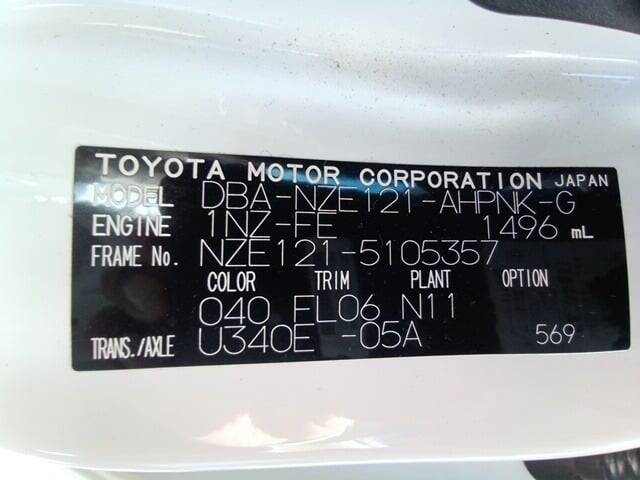 TOYOTA MOTOR CORPORATION JAPAN
MODEL DBA-NZE121-AHPNK-G
ENGINE 1NZ-FE 1496 mL
FRAME No. NZE121-5105357
COLOR TRIM PLANT OPTION
040 FL06 N11
TRANS./AXLE U340E -05A 569